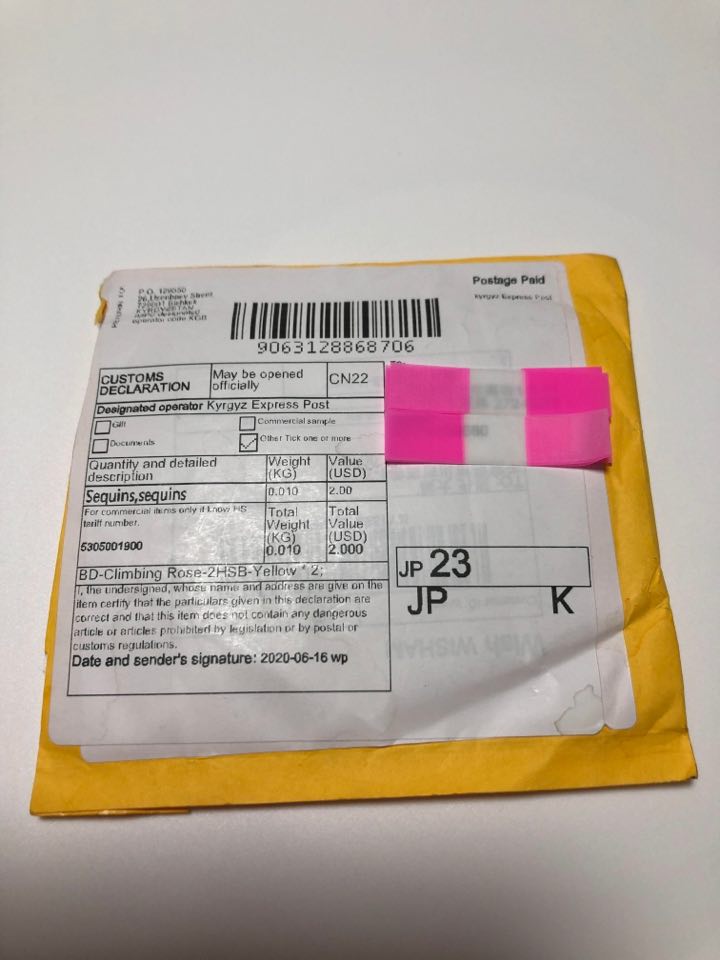 P.O. 129050
Postage Paid
Kyrgyz Express Post
KYRGYZSTAN
operator code KGB
9063128868706
CUSTOMS DECLARATION
May be opened officially
CN22
Designated operator Kyrgyz Express Post
Gift
Commercial sample
Documents
Other Tick one or more
Quantity and detailed description
Weight (KG)
Value (USD)
Sequins,sequins
0.010
2.00
For commercial items only if know HS
tariff number.
5305001900
Total Weight (KG)
0.010
Total Value (USD)
2.000
BD-Climbing Rose-2HSB-Yellow * 2;
I, the undersigned, whose name and address are give on the
item certify that the particulars given in this declaration are
correct and that this item does not contain any dangerous
article or articles prohibited by legislation or by postal or
customs regulations.
Date and sender's signature: 2020-06-16 wp
JP 23
JP K